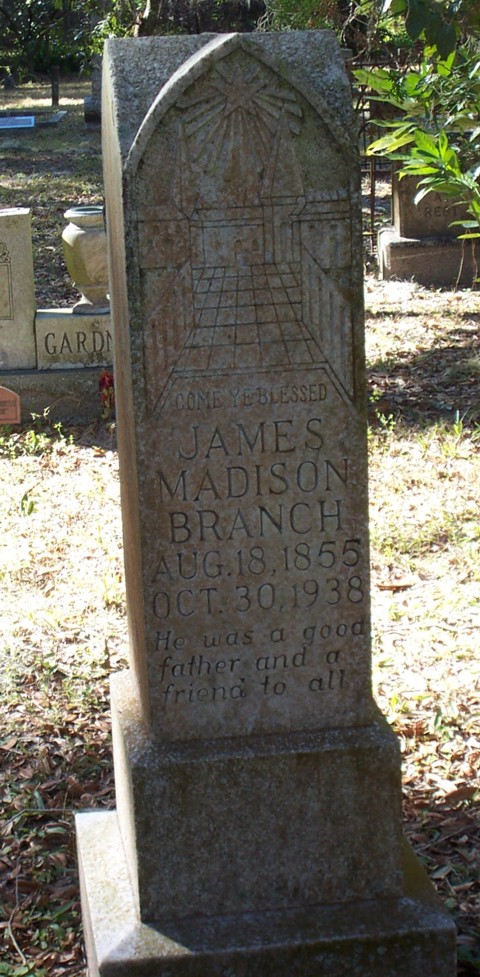 COME YE BLESSED
JAMES
MADISON
BRANCH
AUG. 18, 1855
OCT. 30, 1938
He was a good
father and a
friend to all
GARDN